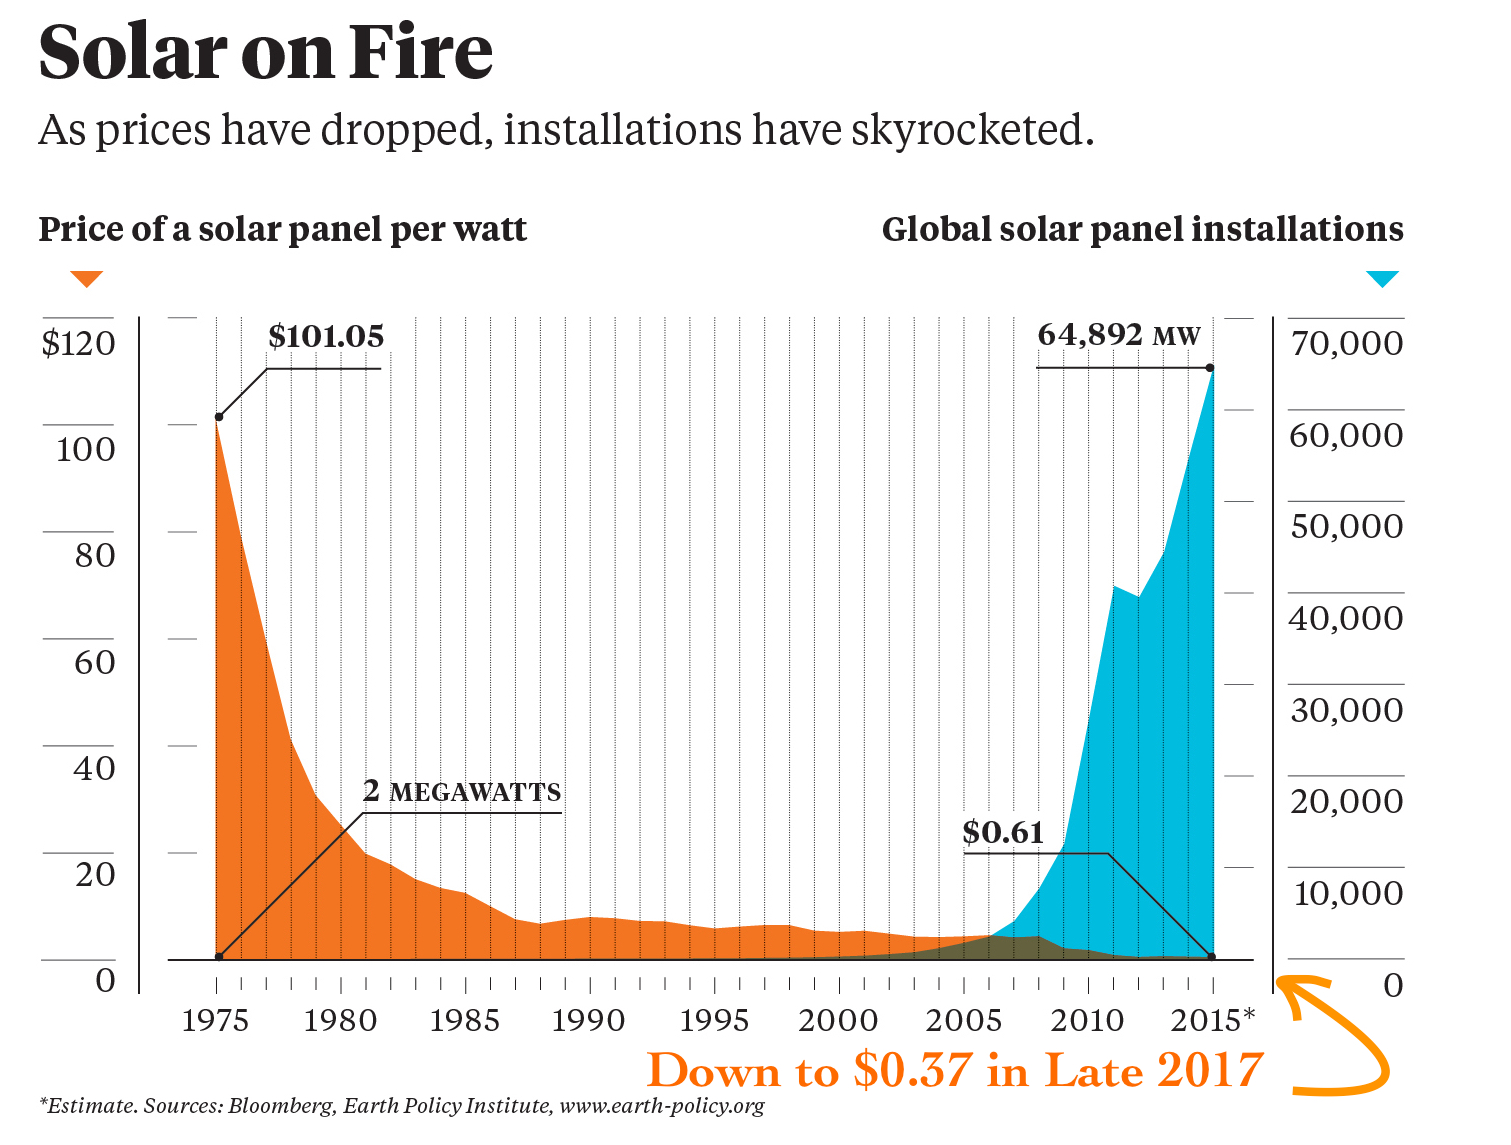 Solar on Fire
As prices have dropped, installations have skyrocketed.
Price of a solar panel per watt
Global solar panel installations
$120
100
80
60
40
20
0
$101.05
2 MEGAWATTS
64,892 MW
$0.61
70,000
60,000
50,000
40,000
30,000
20,000
10,000
0
1975 1980 1985 1990 1995 2000 2005 2010 2015*
Down to $0.37 in Late 2017
*Estimate. Sources: Bloomberg, Earth Policy Institute, www.earth-policy.org